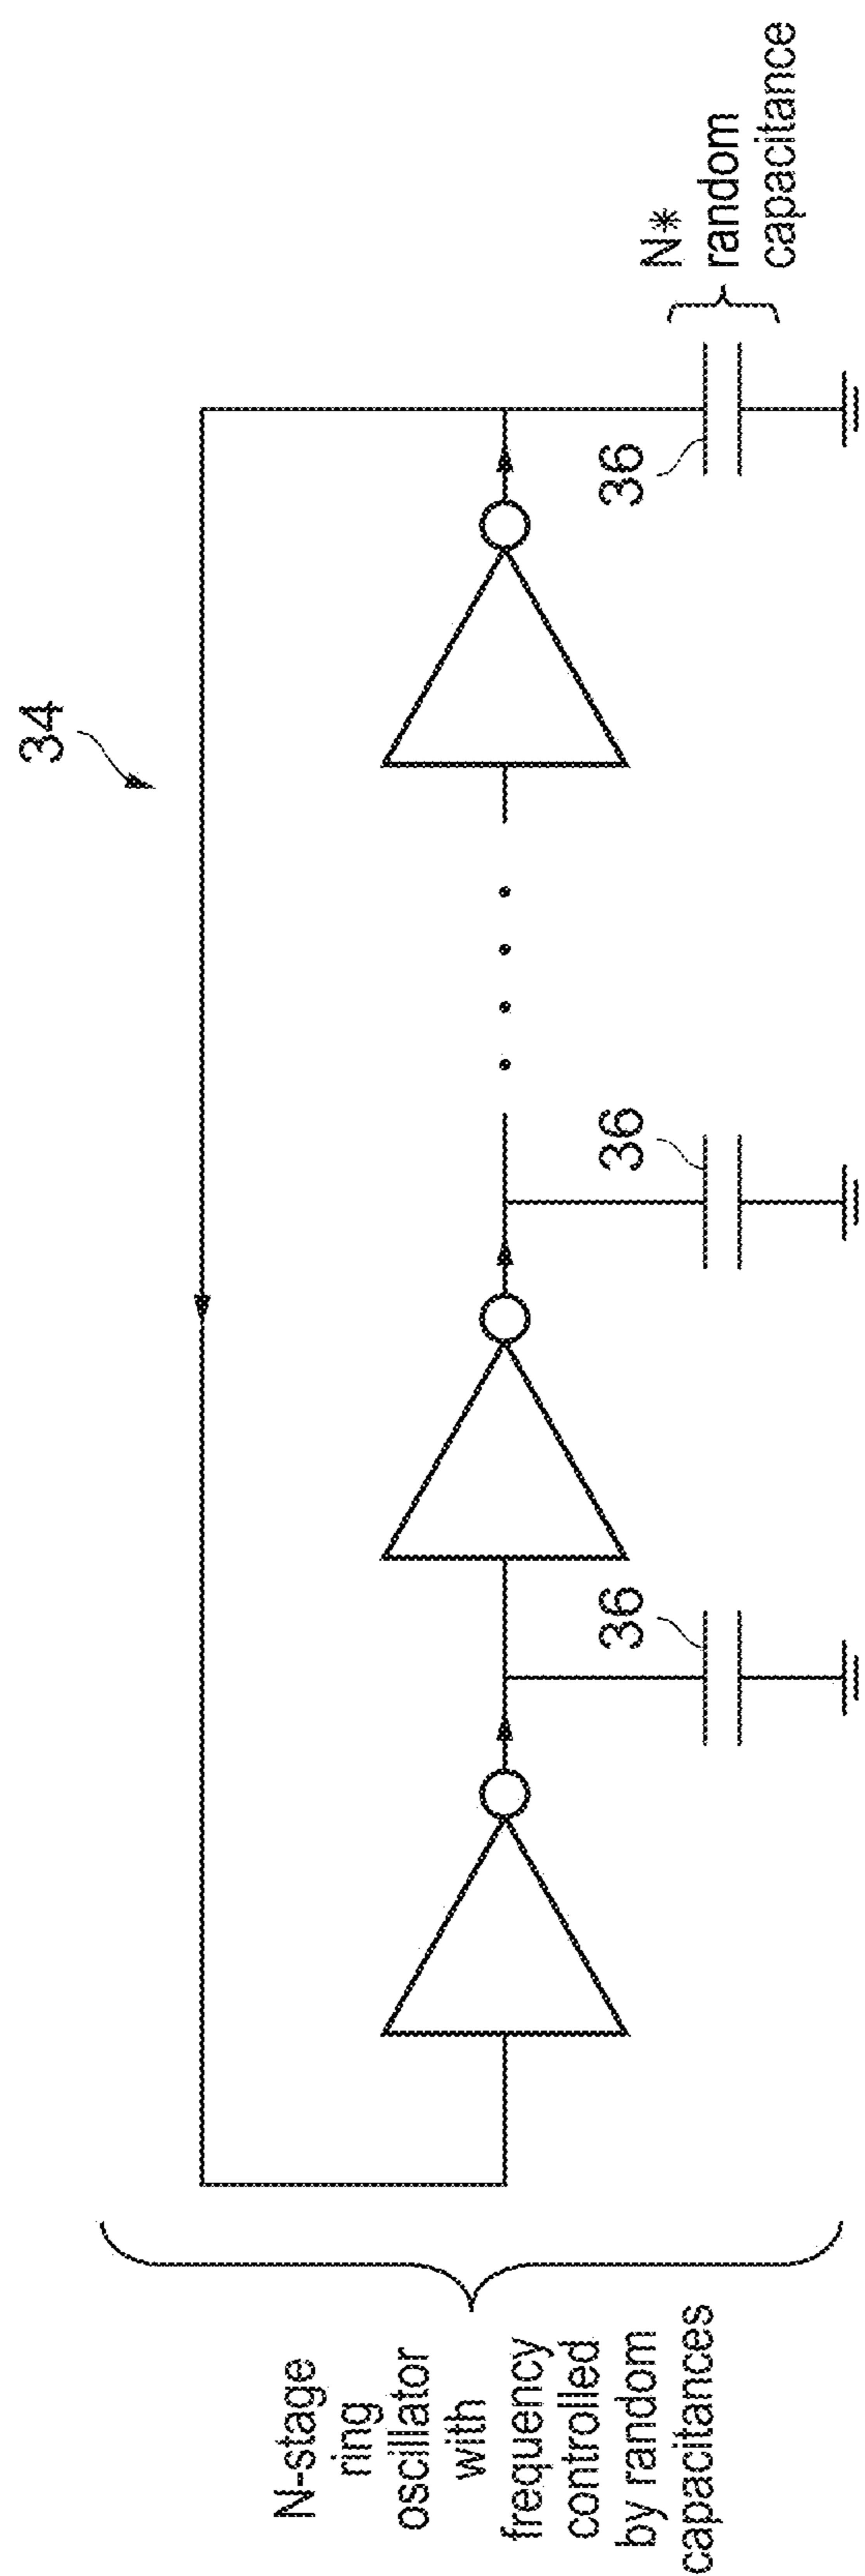 34
N-stage
ring
oscillator
with
frequency
controlled
by random
capacitances
36
36
36
N*
random
capacitance